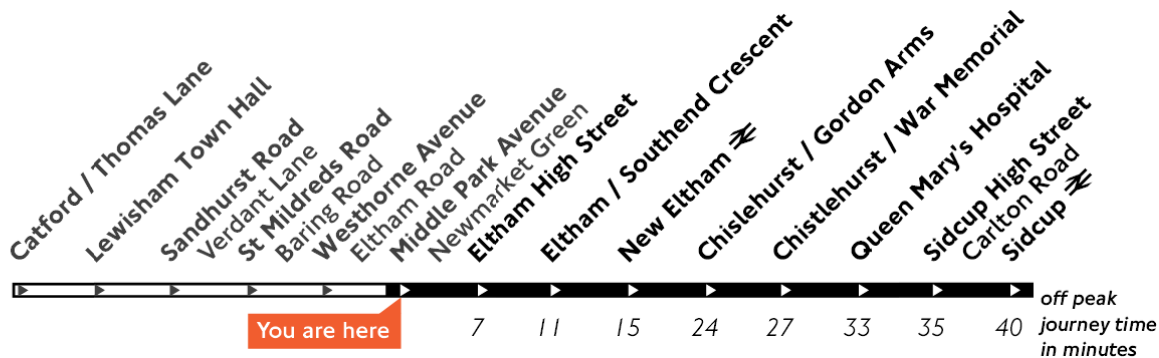 Catford / Thomas Lane
Lewisham Town Hall
Sandhurst Road
Verdant Lane
St Mildreds Road
Baring Road
Westhorne Avenue
Eltham Road
Middle Park Avenue
Newmarket Green
Eltham High Street
Eltham / Southend Crescent
New Eltham
Chislehurst / Gordon Arms
Chistlehurst / War Memorial
Queen Mary's Hospital
Sidcup High Street
Carlton Road
Sidcup
You are here
7 11 15 24 27 33 35 40
off peak
journey time
in minutes